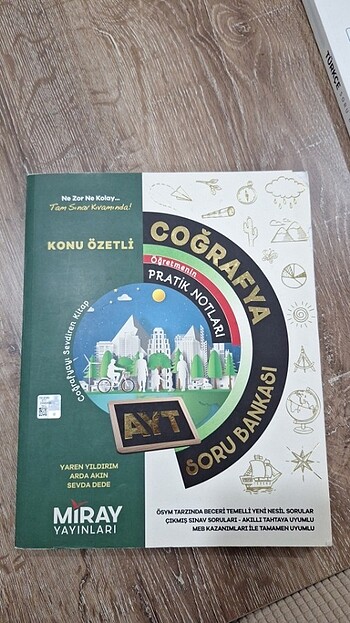 TÜRKÇE
Ne Zor Ne Kolay...
Tam Sınav Kıvamında!
KONU ÖZETLİ
COĞRAFYA
Öğretmenin
PRATİK NOTLARI
Coğrafyayı Sevdiren Kitap
AYT
SORU BANKASI
YAREN YILDIRIM
ARDA AKIN
SEVDA DEDE
MİRAY
YAYINLARI
ÖSYM TARZINDA BECERİ TEMELLİ YENİ NESİL SORULAR
ÇIKMIŞ SINAV SORULARI - AKILLI TAHTAYA UYUMLU
MEB KAZANIMLARI İLE TAMAMEN UYUMLU